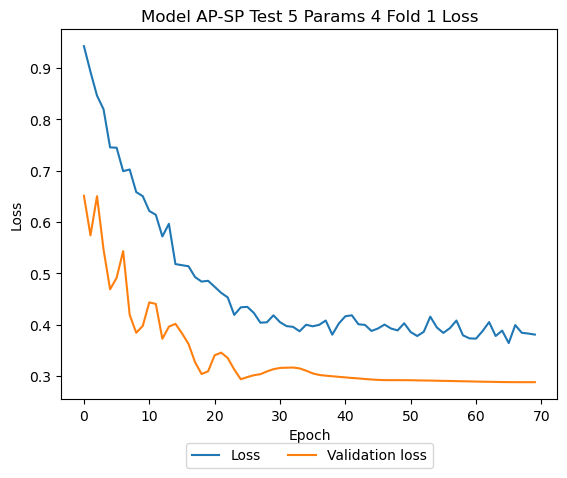 Model AP-SP Test 5 Params 4 Fold 1 Loss
0.9
0.8
0.7
0.6
0.5
0.4
0.3
Loss
0 10 20 30 40 50 60 70
Epoch
Loss Validation loss